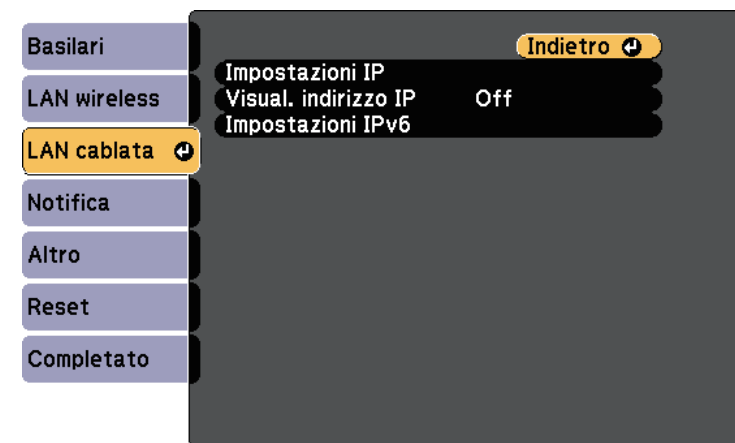 Basilari
LAN wireless
LAN cablata
Notifica
Altro
Reset
Completato
Indietro
Impostazioni IP
Visual. indirizzo IP Off
Impostazioni IPv6